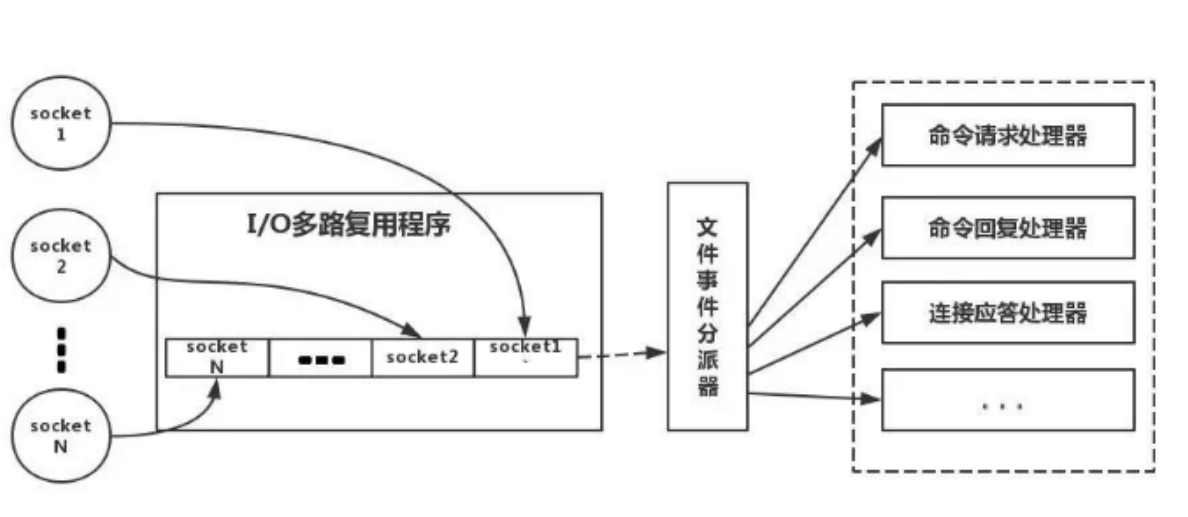 socket
1
socket
2
socket
N
I/O多路复用程序
socket
N
socket2
socket1
文
件
事
件
分
派
器
命令请求处理器
命令回复处理器
连接应答处理器
...